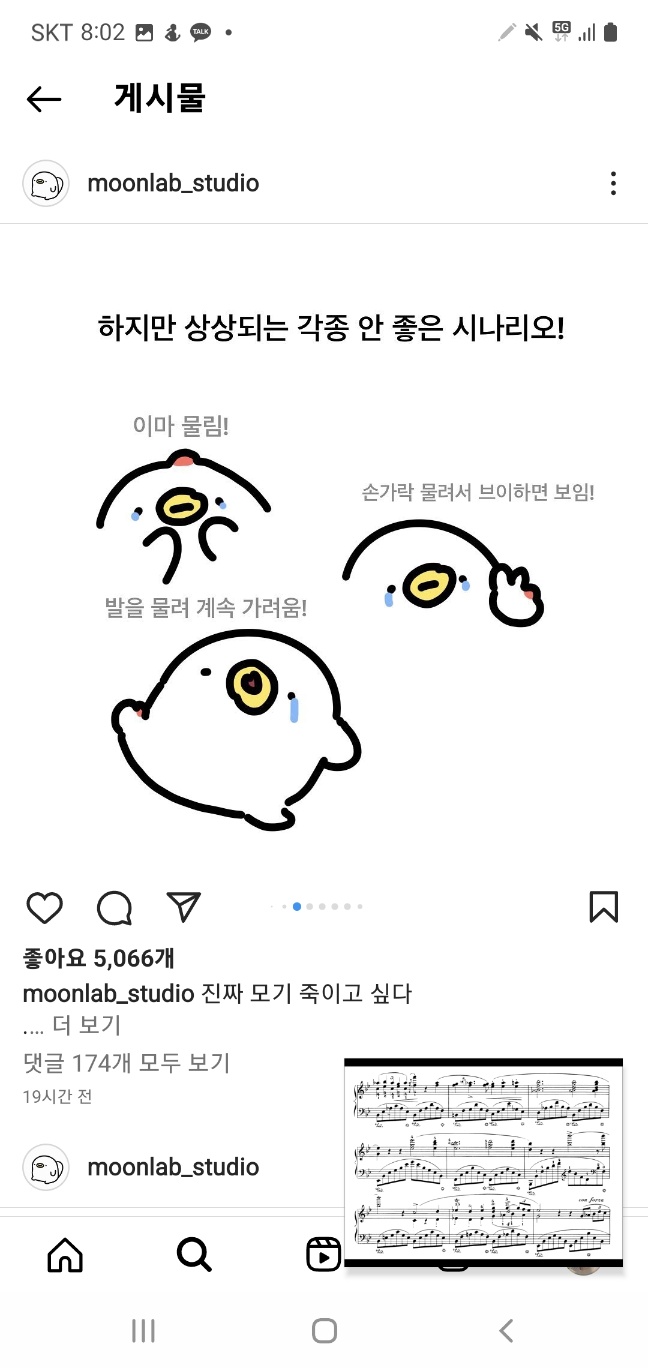 SKT 8:02 TALK 5G
게시물
moonlab_studio
하지만 상상되는 각종 안 좋은 시나리오!
이마 물림!
손가락 물려서 브이하면 보임!
발을 물려 계속 가려움!
좋아요 5,066개
moonlab_studio 진짜 모기 죽이고 싶다
.... 더 보기
댓글 174개 모두 보기
19시간 전
moonlab_studio
con forza